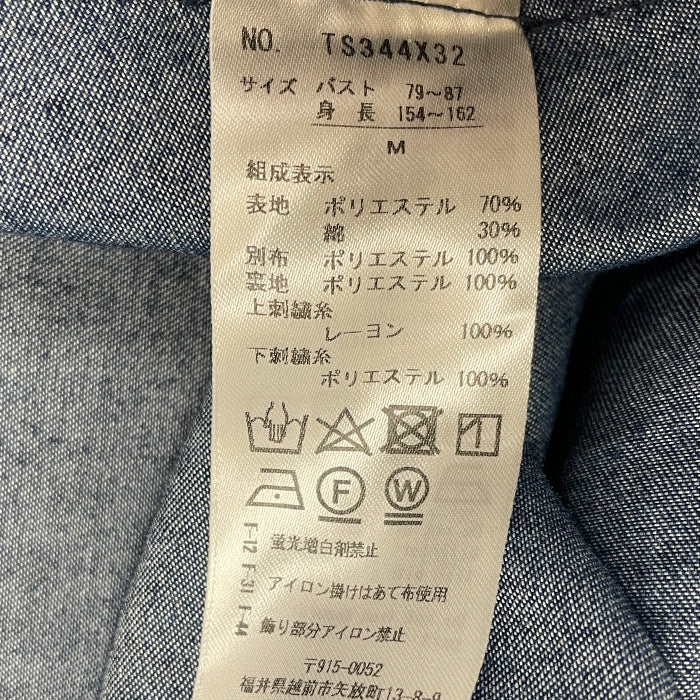 NO. TS344X32
サイズ バスト 79～87
身長 154～162
M
組成表示
表地 ポリエステル 70%
綿 30%
別布 ポリエステル 100%
裏地 ポリエステル 100%
上刺繍糸
レーヨン 100%
下刺繍糸
ポリエステル 100%
F
W
蛍光増白剤禁止
アイロン掛けはあて布使用
飾り部分アイロン禁止
F-12 F-31 F-44
〒915-0052
福井県越前市矢放町13-8-9